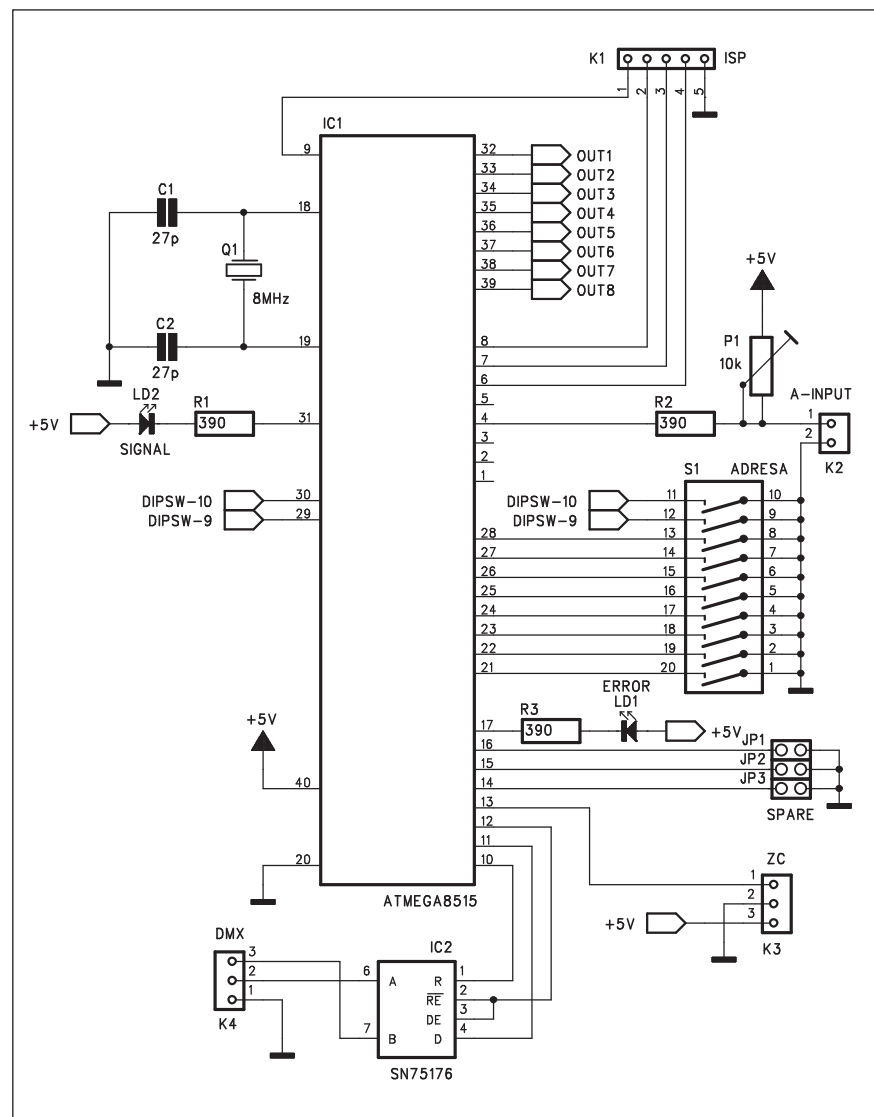 K1 ISP
1 2 3 4 5
IC1
9
32 OUT1
33 OUT2
34 OUT3
35 OUT4
36 OUT5
37 OUT6
38 OUT7
39 OUT8
C1
27p
18
Q1
8MHz
C2
27p
19
+5V
P1
10k
8
7
6
5
4
3
2
1
LD2
+5V
SIGNAL
R1
390
31
R2
390
A-INPUT
1
2
K2
DIPSW-10 30
DIPSW-9 29
S1 ADRESA
DIPSW-10 11 10
DIPSW-9 12 9
28 13 8
27 14 7
26 15 6
25 16 5
24 17 4
23 18 3
22 19 2
21 20 1
ERROR
LD1
R3
17 390 +5V
+5V
40
16 JP1
15 JP2
14 JP3
SPARE
13
12
11
10
20
ATMEGA8515
ZC
1
2
3
+5V
K3
DMX
3
2
1
K4
IC2
6 A R 1
RE 2
DE 3
7 B D 4
SN75176